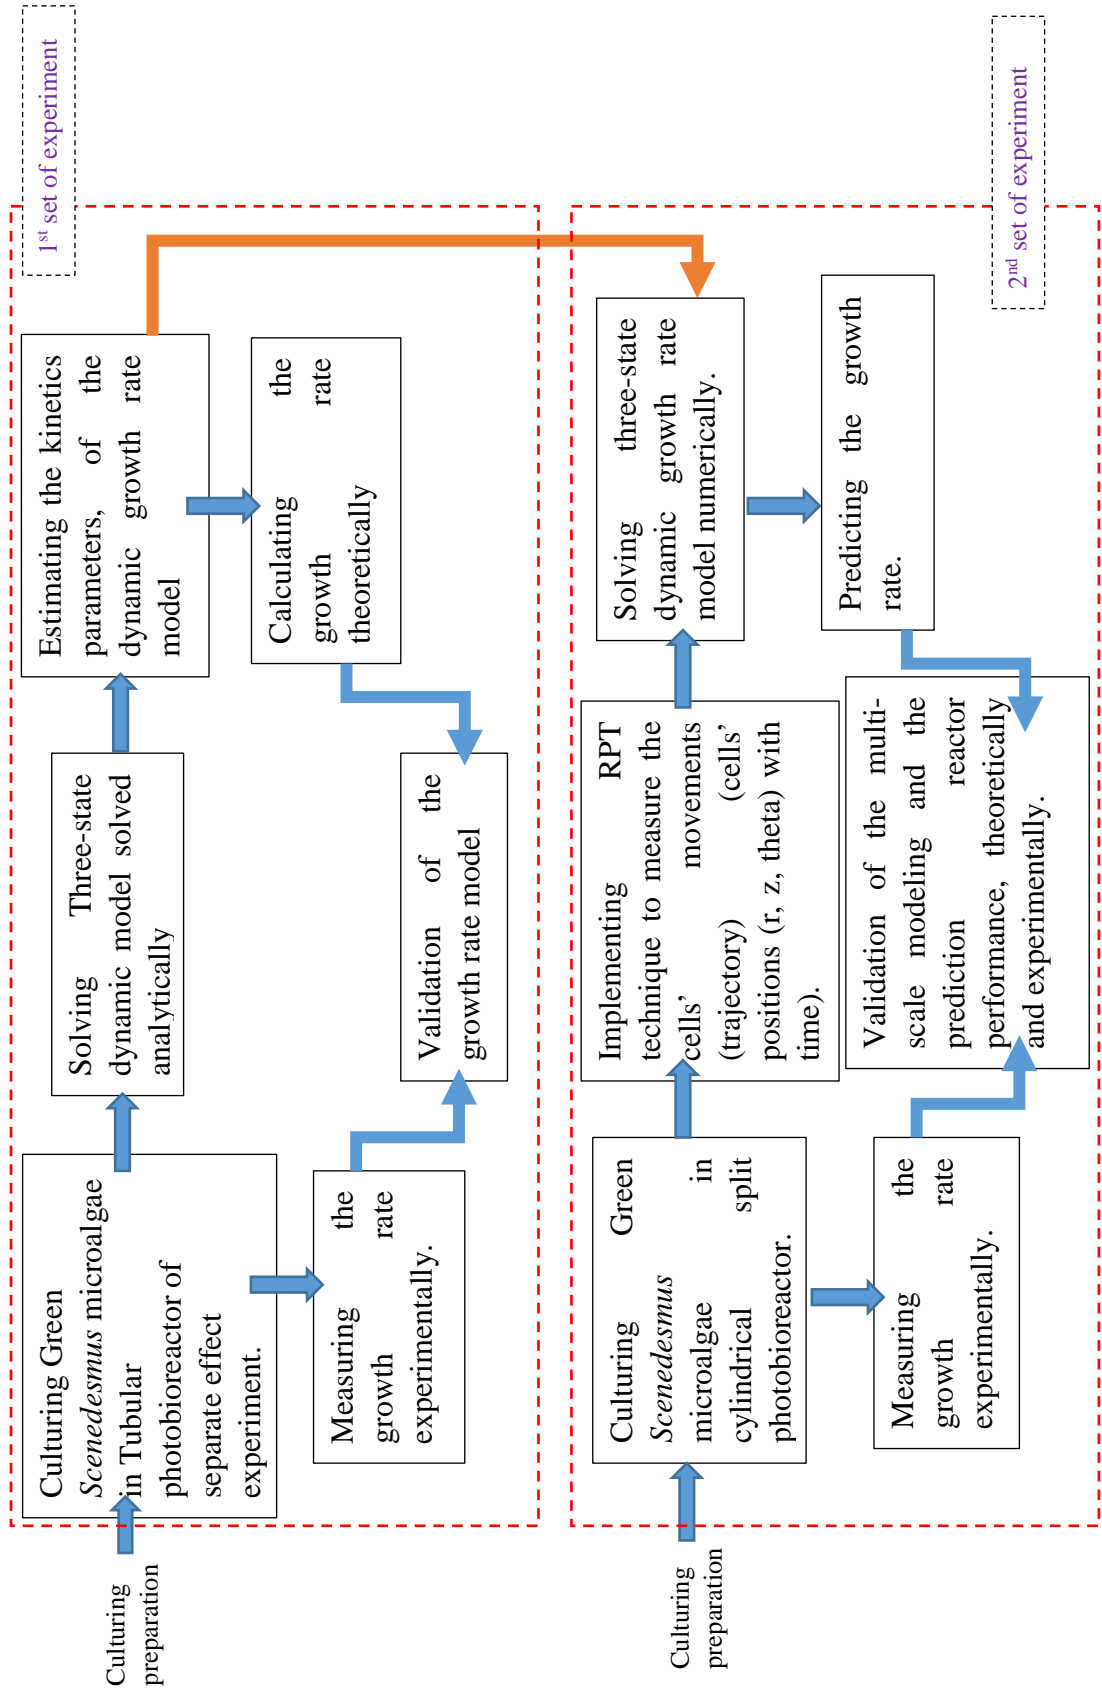 1st set of experiment
Culturing
preparation
Culturing Green
Scenedesmus microalgae
in Tubular
photobioreactor of
separate effect
experiment.
Solving Three-state
dynamic model solved
analytically
Estimating the kinetics
parameters, of the
dynamic growth rate
model
Measuring the
growth rate
experimentally.
Validation of the
growth rate model
Calculating the
growth rate
theoretically
Culturing
preparation
Culturing Green
Scenedesmus in
microalgae split
cylindrical
photobioreactor.
Implementing RPT
technique to measure the
cells’ movements
(trajectory) (cells’
positions (r, z, theta) with
time).
Solving three-state
dynamic growth rate
model numerically.
Measuring the
growth rate
experimentally.
Validation of the multi-
scale modeling and the
prediction reactor
performance, theoretically
and experimentally.
Predicting the growth
rate.
2nd set of experiment